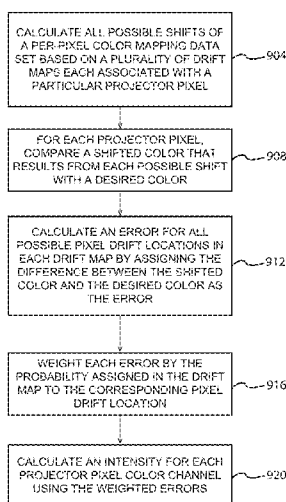 CALCULATE ALL POSSIBLE SHIFTS OF
A PER-PIXEL COLOR MAPPING DATA
SET BASED ON A PLURALITY OF DRIFT
MAPS EACH ASSOCIATED WITH A
PARTICULAR PROJECTOR PIXEL
904
FOR EACH PROJECTOR PIXEL,
COMPARE A SHIFTED COLOR THAT
RESULTS FROM EACH POSSIBLE SHIFT
WITH A DESIRED COLOR
908
CALCULATE AN ERROR FOR ALL
POSSIBLE PIXEL DRIFT LOCATIONS IN
EACH DRIFT MAP BY ASSIGNING THE
DIFFERENCE BETWEEN THE SHIFTED
COLOR AND THE DESIRED COLOR AS
THE ERROR
912
WEIGHT EACH ERROR BY THE
PROBABILITY ASSIGNED IN THE DRIFT
MAP TO THE CORRESPONDING PIXEL
DRIFT LOCATION
916
CALCULATE AN INTENSITY FOR EACH
PROJECTOR PIXEL COLOR CHANNEL
USING THE WEIGHTED ERRORS
920